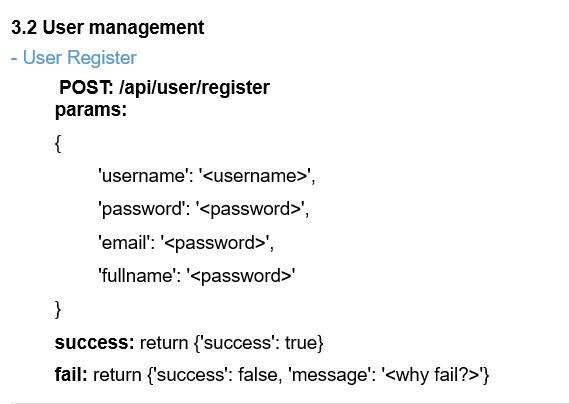 3.2 User management
- User Register
POST: /api/user/register
params:
{
'username': '<username>',
'password': '<password>',
'email': '<password>',
'fullname': '<password>'
}
success: return {'success': true}
fail: return {'success': false, 'message': '<why fail?>'}